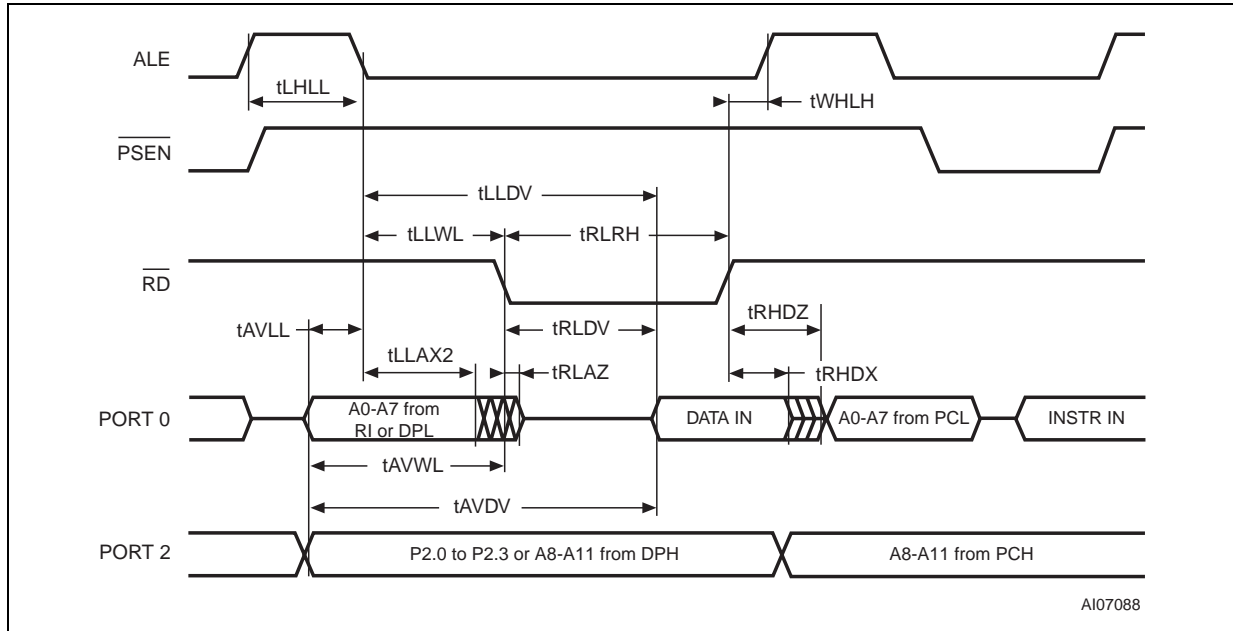 ALE
tLHLL
tWHLH
PSEN
tLLDV
tLLWL
tRLRH
RD
tAVLL
tRLDV
tRHDZ
tLLAX2
tRLAZ
tRHDX
PORT 0
A0-A7 from
RI or DPL
DATA IN
A0-A7 from PCL
INSTR IN
tAVWL
tAVDV
PORT 2
P2.0 to P2.3 or A8-A11 from DPH
A8-A11 from PCH
AI07088